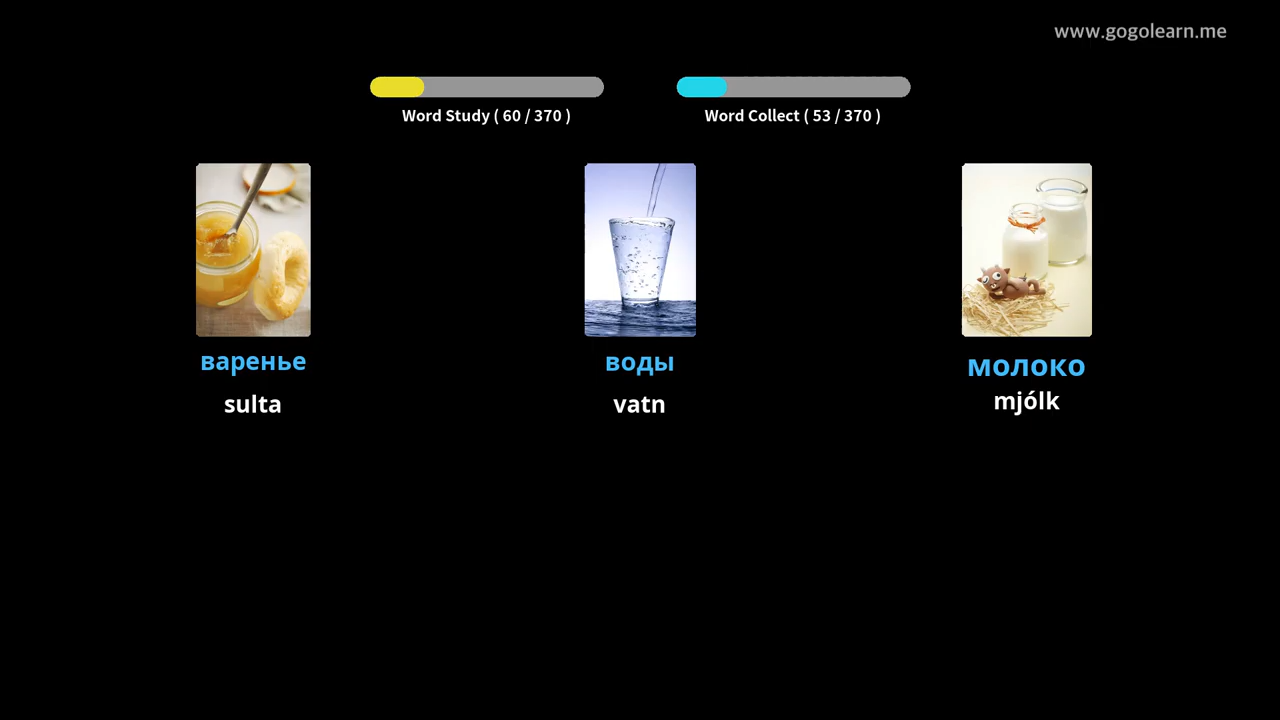 www.gogolearn.me
Word Study ( 60 / 370 )
Word Collect ( 53 / 370 )
варенье
воды
молоко
sulta
vatn
mjólk